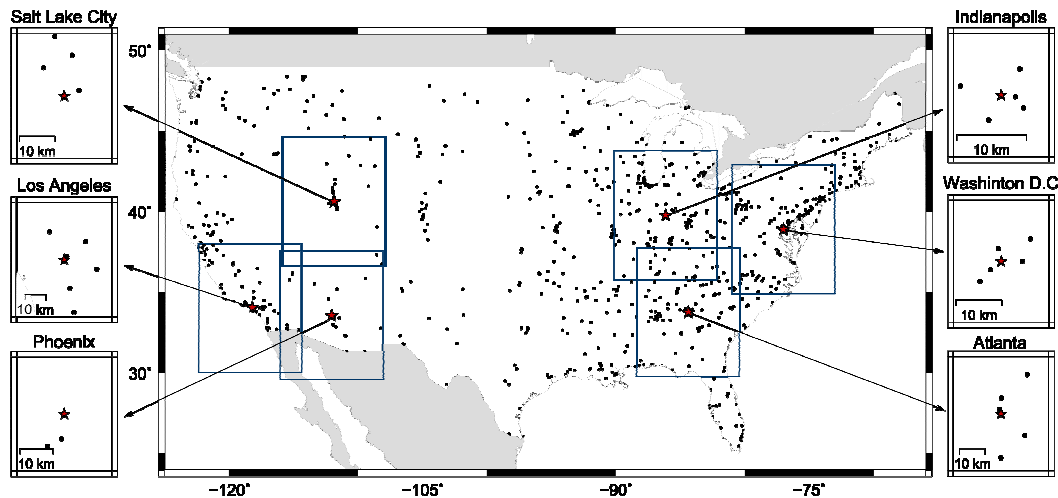 Salt Lake City
10 km
Los Angeles
10 km
Phoenix
10 km
50°
40°
30°
−120°
−105°
−90°
−75°
Indianapolis
10 km
Washinton D.C
10 km
Atlanta
10 km